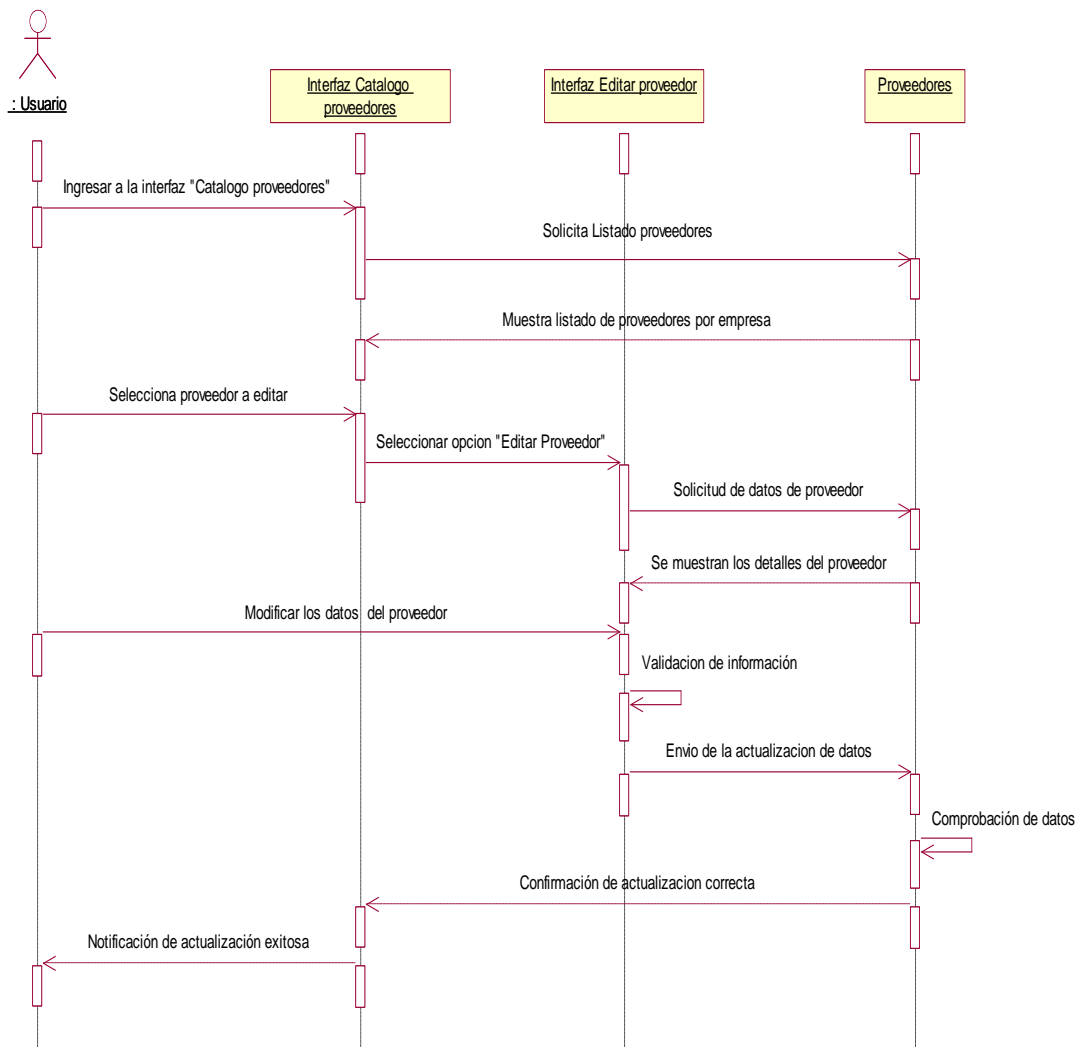 : Usuario
Interfaz Catalogo
proveedores
Interfaz Editar proveedor
Proveedores
Ingresar a la interfaz "Catalogo proveedores"
Solicita Listado proveedores
Muestra listado de proveedores por empresa
Selecciona proveedor a editar
Seleccionar opcion "Editar Proveedor"
Solicitud de datos de proveedor
Se muestran los detalles del proveedor
Modificar los datos del proveedor
Validacion de información
Envio de la actualizacion de datos
Comprobación de datos
Confirmación de actualizacion correcta
Notificación de actualización exitosa